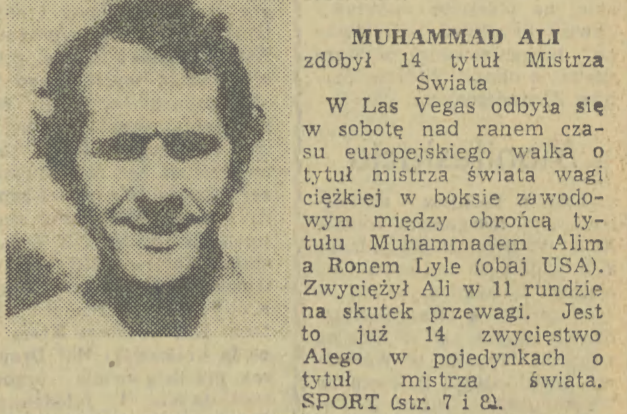 MUHAMMAD ALI
zdobył 14 tytuł Mistrza
Świata
W Las Vegas odbyła się
w sobotę nad ranem cza-
su europejskiego walka o
tytuł mistrza świata wagi
ciężkiej w boksie zawodo-
wym między obrońcą ty-
tułu Muhammadem Alim
a Ronem Lyle (obaj USA).
Zwyciężył Ali w 11 rundzie
na skutek przewagi. Jest
to już 14 zwycięstwo
Alego w pojedynkach o
tytuł mistrza świata.
SPORT (str. 7 i 8).